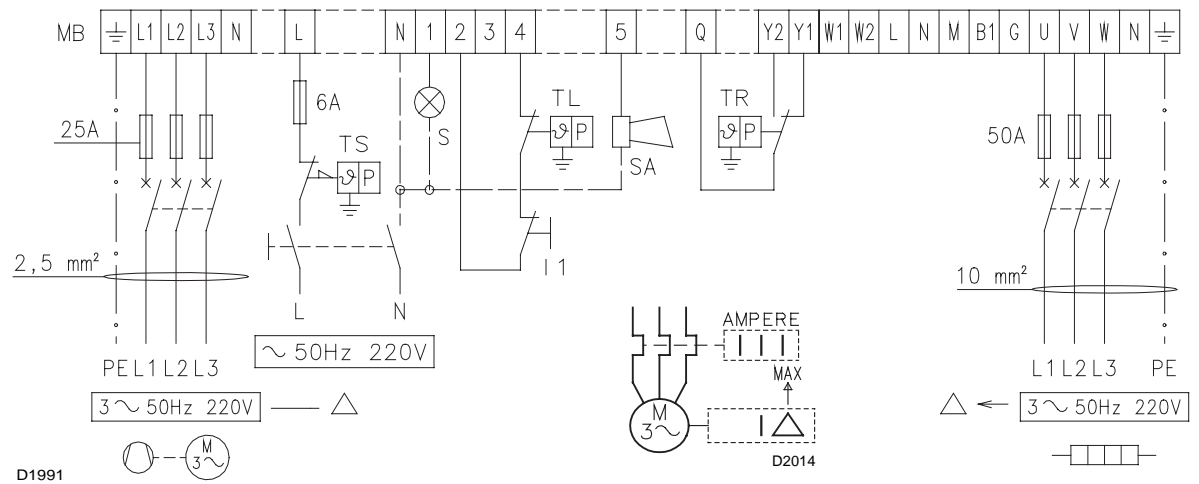 MB ⏚ L1 L2 L3 N L N 1 2 3 4 5 Q Y2 Y1 W1 W2 L N M B1 G U V W N ⏚
25A
6A
TS
ϑ P
S
TL
ϑ P
SA
TR
ϑ P
50A
2,5 mm²
I1
10 mm²
L N
PE L1 L2 L3
∼ 50Hz 220V
3∼ 50Hz 220V △
M
3∼
D1991
AMPERE
I I I
MAX
M
3∼
I △
D2014
L1 L2 L3 PE
△ 3∼ 50Hz 220V